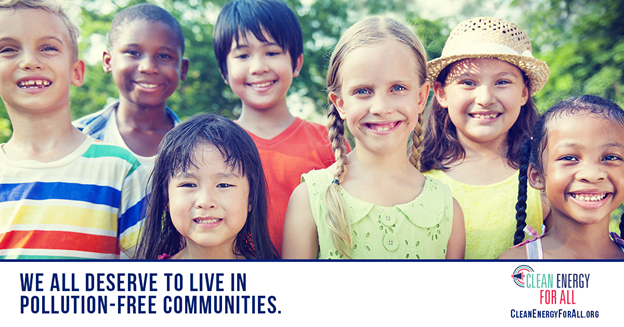 WE ALL DESERVE TO LIVE IN
POLLUTION-FREE COMMUNITIES.
CLEAN ENERGY
FOR ALL
CLEANENERGYFORALL.ORG